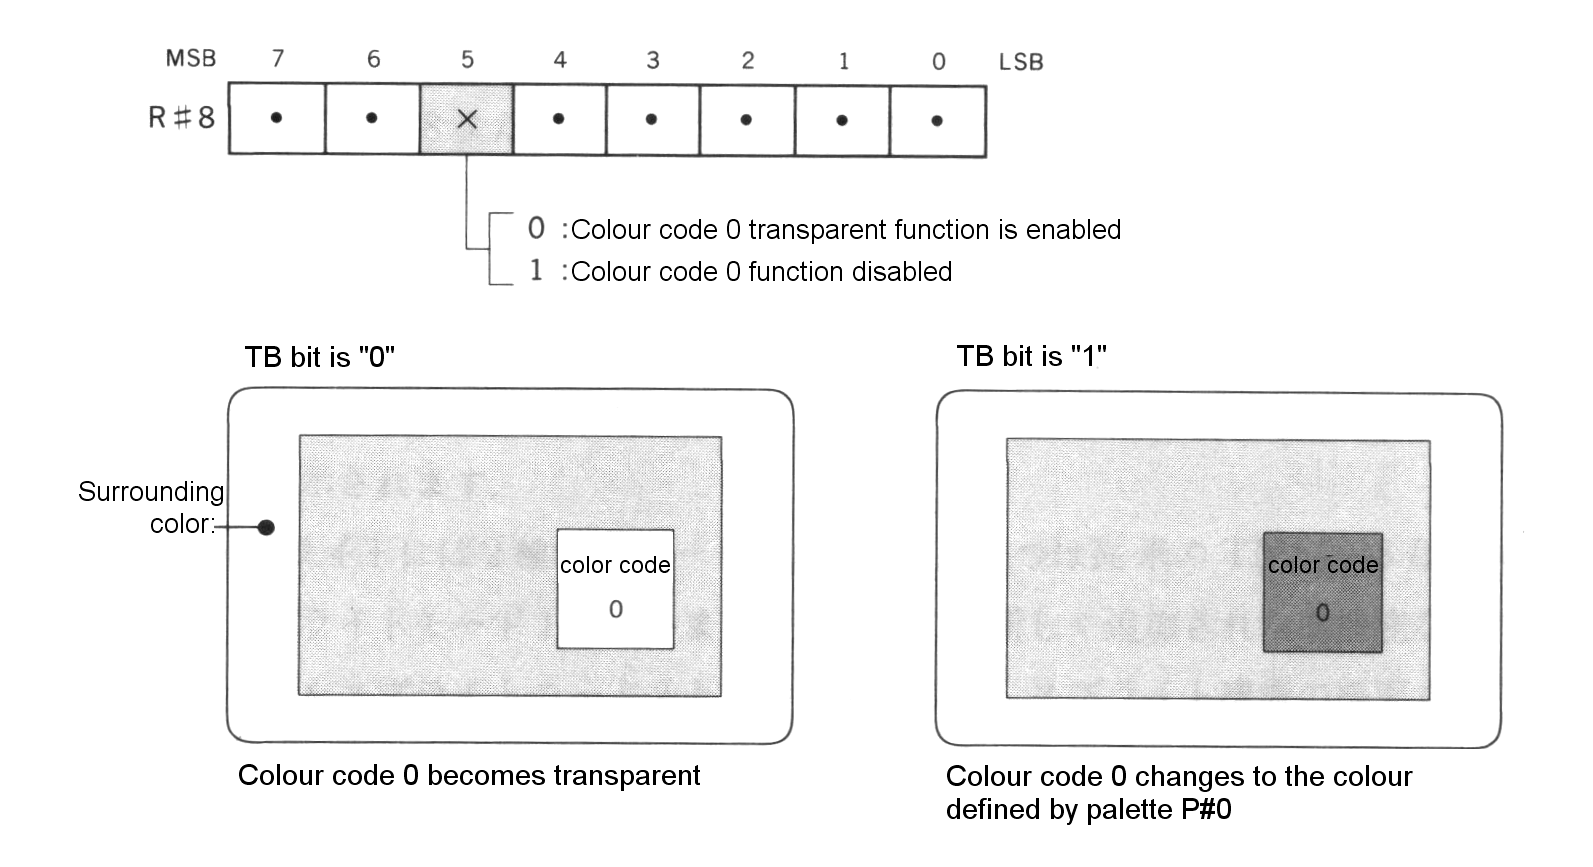 MSB 7 6 5 4 3 2 1 0 LSB
R#8 • • × • • • • •
0 :Colour code 0 transparent function is enabled
1 :Colour code 0 function disabled
TB bit is "0"
TB bit is "1"
Surrounding
color:
color code
0
color code
0
Colour code 0 becomes transparent
Colour code 0 changes to the colour
defined by palette P#0